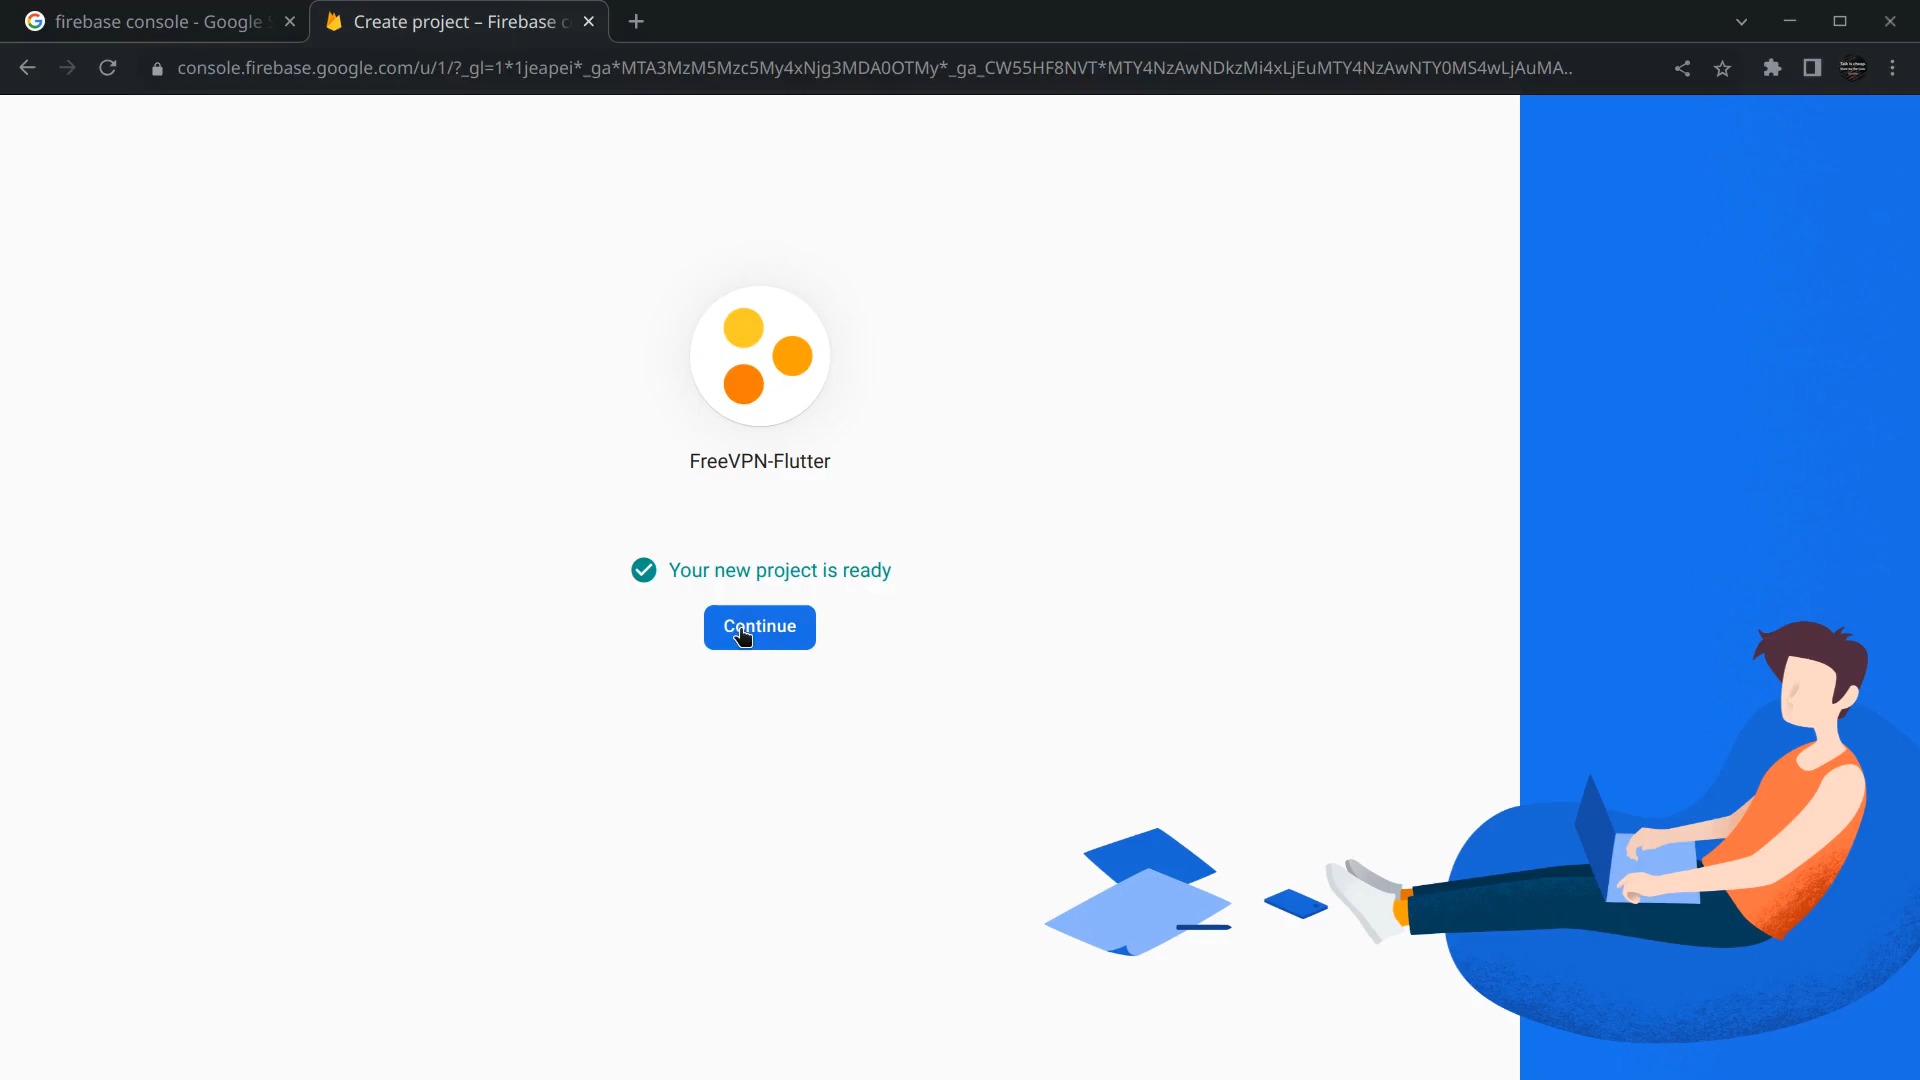 firebase console - Google
Create project – Firebase c
console.firebase.google.com/u/1/?_gl=1*1jeapei*_ga*MTA3MzM5Mzc5My4xNjg3MDA0OTMy*_ga_CW55HF8NVT*MTY4NzAwNDkzMi4xLjEuMTY4NzAwNTY0MS4wLjAuMA..
FreeVPN-Flutter
Your new project is ready
Continue